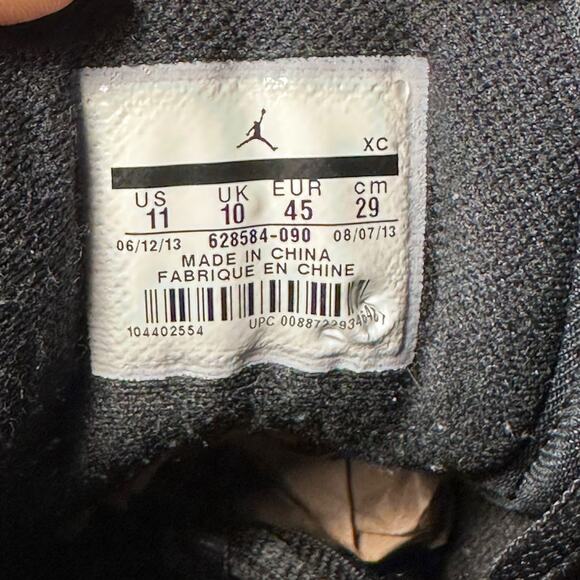 XC
US UK EUR cm
11 10 45 29
06/12/13 628584-090 08/07/13
MADE IN CHINA
FABRIQUE EN CHINE
104402554 UPC